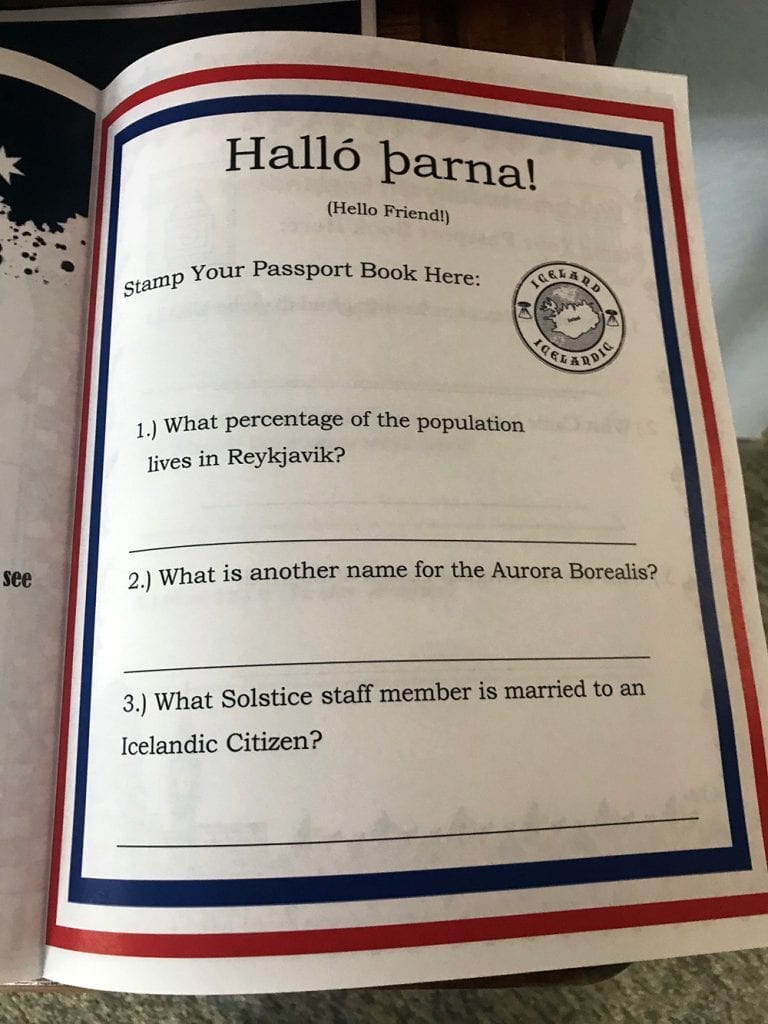 Halló þarna!
(Hello Friend!)
Stamp Your Passport Book Here:
ICELAND
Iceland
ICELANDIC
1.) What percentage of the population
lives in Reykjavik?
2.) What is another name for the Aurora Borealis?
3.) What Solstice staff member is married to an
Icelandic Citizen?
see